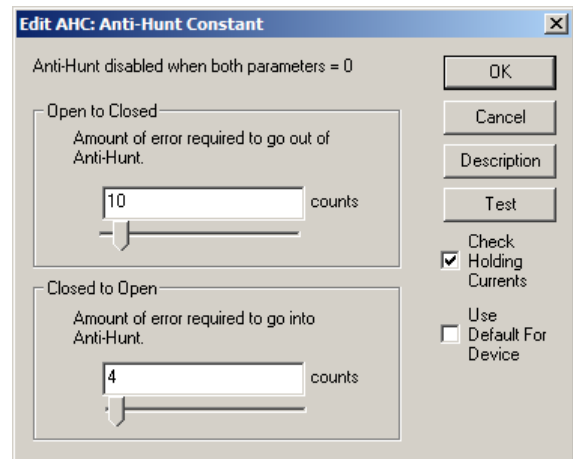 Edit AHC: Anti-Hunt Constant
Anti-Hunt disabled when both parameters = 0
Open to Closed
Amount of error required to go out of
Anti-Hunt.
10
counts
Closed to Open
Amount of error required to go into
Anti-Hunt.
4
counts
OK
Cancel
Description
Test
Check
Holding
Currents
Use
Default For
Device